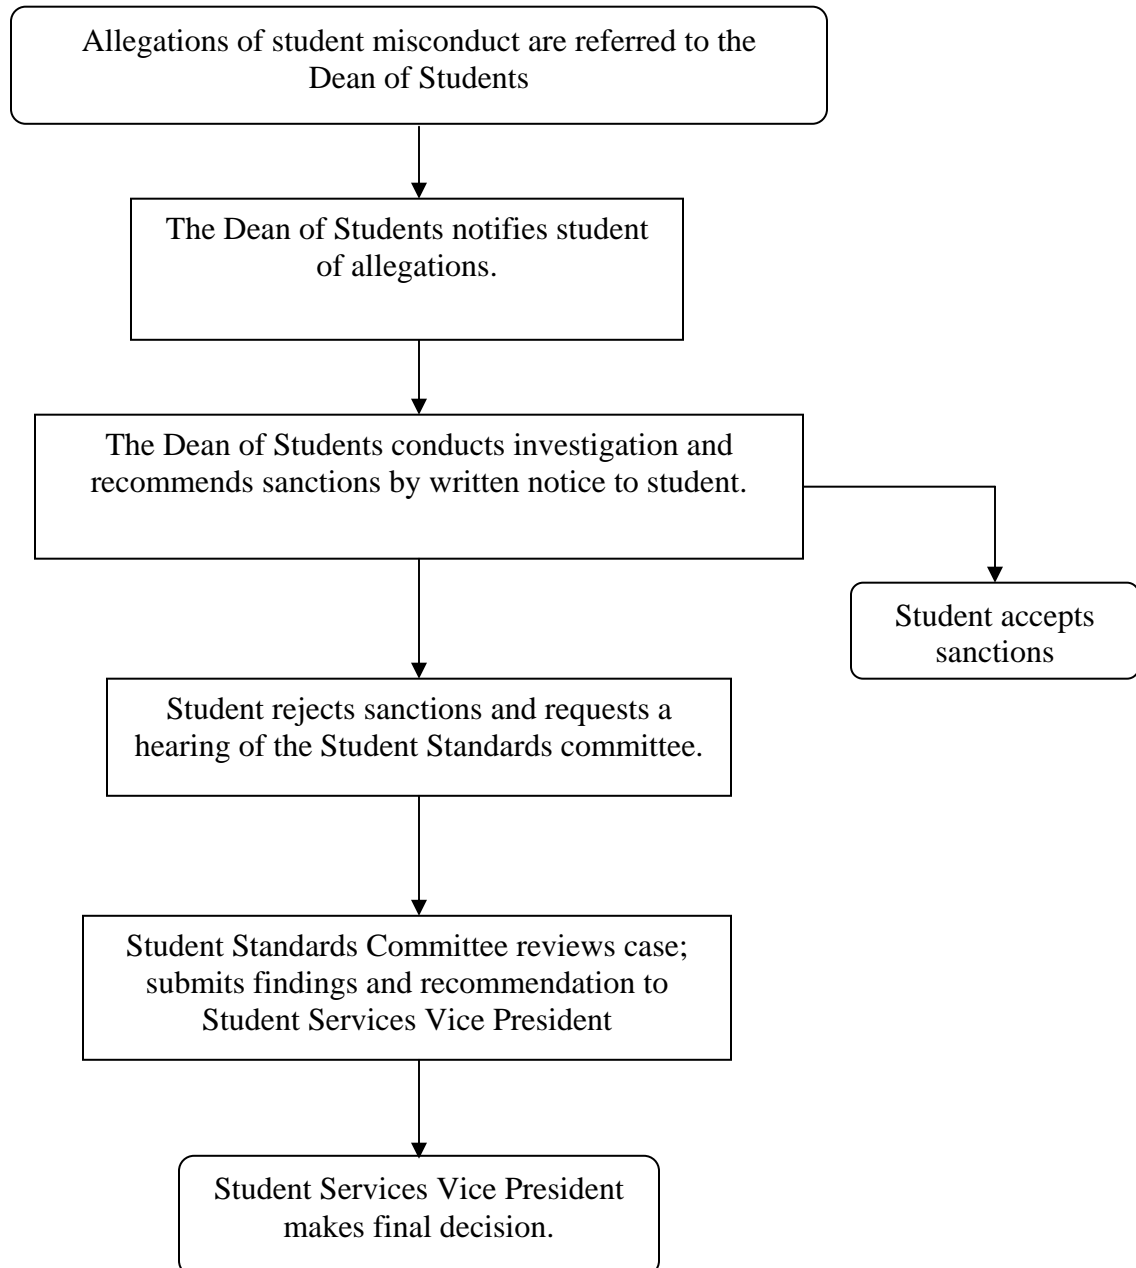 Allegations of student misconduct are referred to the
Dean of Students
The Dean of Students notifies student
of allegations.
The Dean of Students conducts investigation and
recommends sanctions by written notice to student.
Student accepts
sanctions
Student rejects sanctions and requests a
hearing of the Student Standards committee.
Student Standards Committee reviews case;
submits findings and recommendation to
Student Services Vice President
Student Services Vice President
makes final decision.